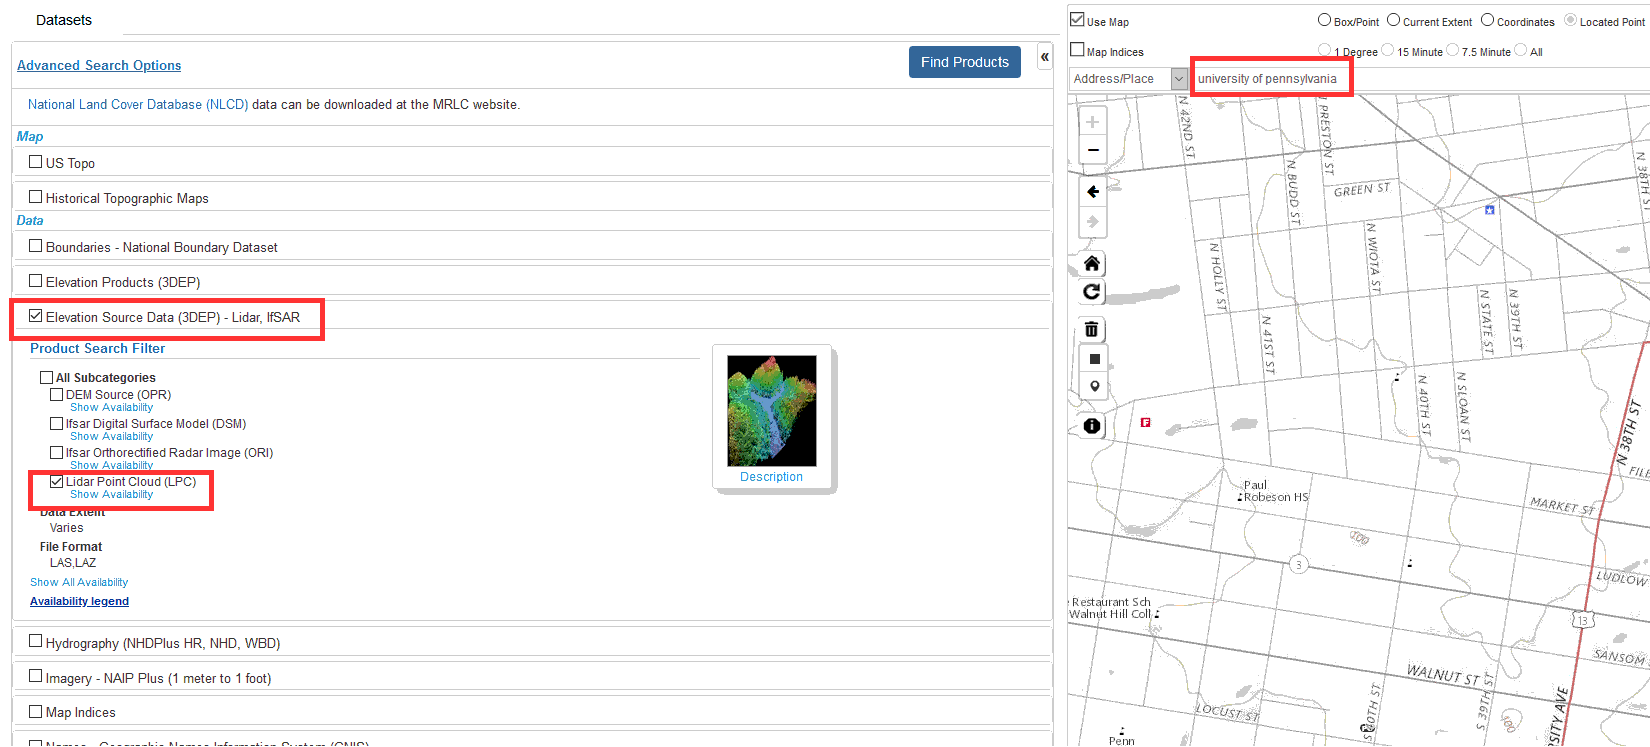 Datasets
Advanced Search Options
Find Products
«
National Land Cover Database (NLCD) data can be downloaded at the MRLC website.
Map
US Topo
Historical Topographic Maps
Data
Boundaries - National Boundary Dataset
Elevation Products (3DEP)
Elevation Source Data (3DEP) - Lidar, IfSAR
Product Search Filter
All Subcategories
DEM Source (OPR)
Show Availability
Ifsar Digital Surface Model (DSM)
Show Availability
Ifsar Orthorectified Radar Image (ORI)
Show Availability
Lidar Point Cloud (LPC)
Show Availability
Data Extent
Varies
File Format
LAS,LAZ
Show All Availability
Availability legend
Description
Hydrography (NHDPlus HR, NHD, WBD)
Imagery - NAIP Plus (1 meter to 1 foot)
Map Indices
Names - Geographic Names Information System (GNIS)
Use Map
Box/Point
Current Extent
Coordinates
Located Point
Map Indices
1 Degree
15 Minute
7.5 Minute
All
Address/Place
university of pennsylvania
N 42ND ST
N PRESTON ST
N BUDD ST
GREEN ST
N 38TH ST
N HOLLY ST
N WIOTA ST
N 41ST ST
N STATE ST
N 39TH ST
N 40TH ST
N SLOAN ST
N 38TH ST
F
Paul
Robeson HS
MARKET ST
FILB
100
3
LUDLOW
Restaurant Sch
Walnut Hill Coll
13
SANSOM
WALNUT ST
LOCUST ST
S 40TH ST
S 39TH ST
100
SITY AVE
Penn